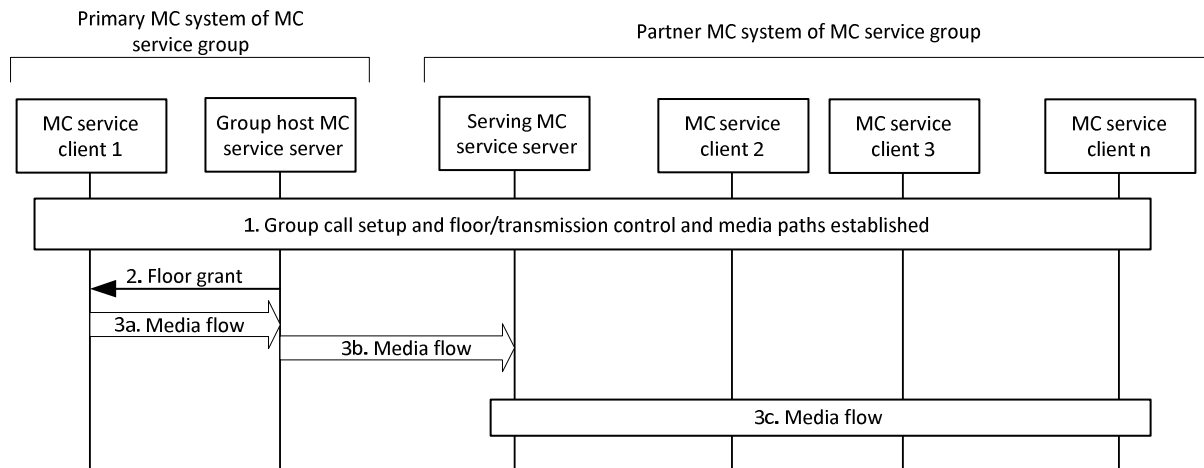 Primary MC system of MC
service group
Partner MC system of MC service group
MC service
client 1
Group host MC
service server
Serving MC
service server
MC service
client 2
MC service
client 3
MC service
client n
1. Group call setup and floor/transmission control and media paths established
2. Floor grant
3a. Media flow
3b. Media flow
3c. Media flow